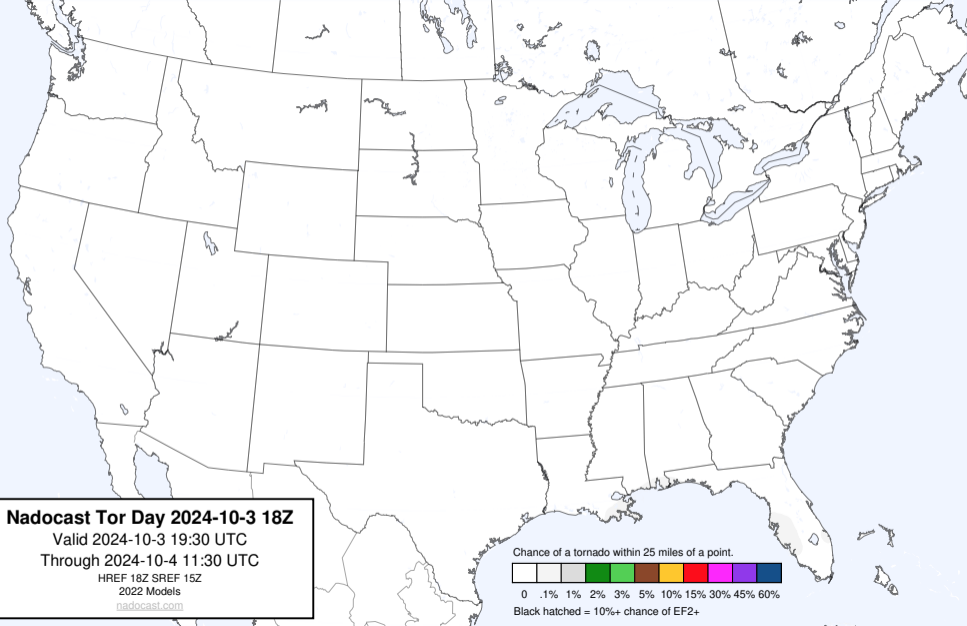 Nadocast Tor Day 2024-10-3 18Z
Valid 2024-10-3 19:30 UTC
Through 2024-10-4 11:30 UTC
HREF 18Z SREF 15Z
2022 Models
nadocast.com
Chance of a tornado within 25 miles of a point.
0 .1% 1% 2% 3% 5% 10% 15% 30% 45% 60%
Black hatched = 10%+ chance of EF2+